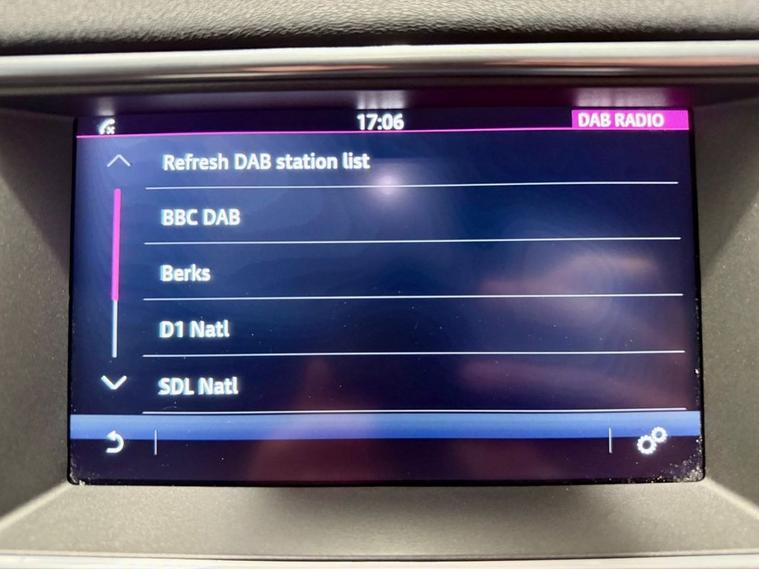 17:06
DAB RADIO
Refresh DAB station list
BBC DAB
Berks
D1 Natl
SDL Natl